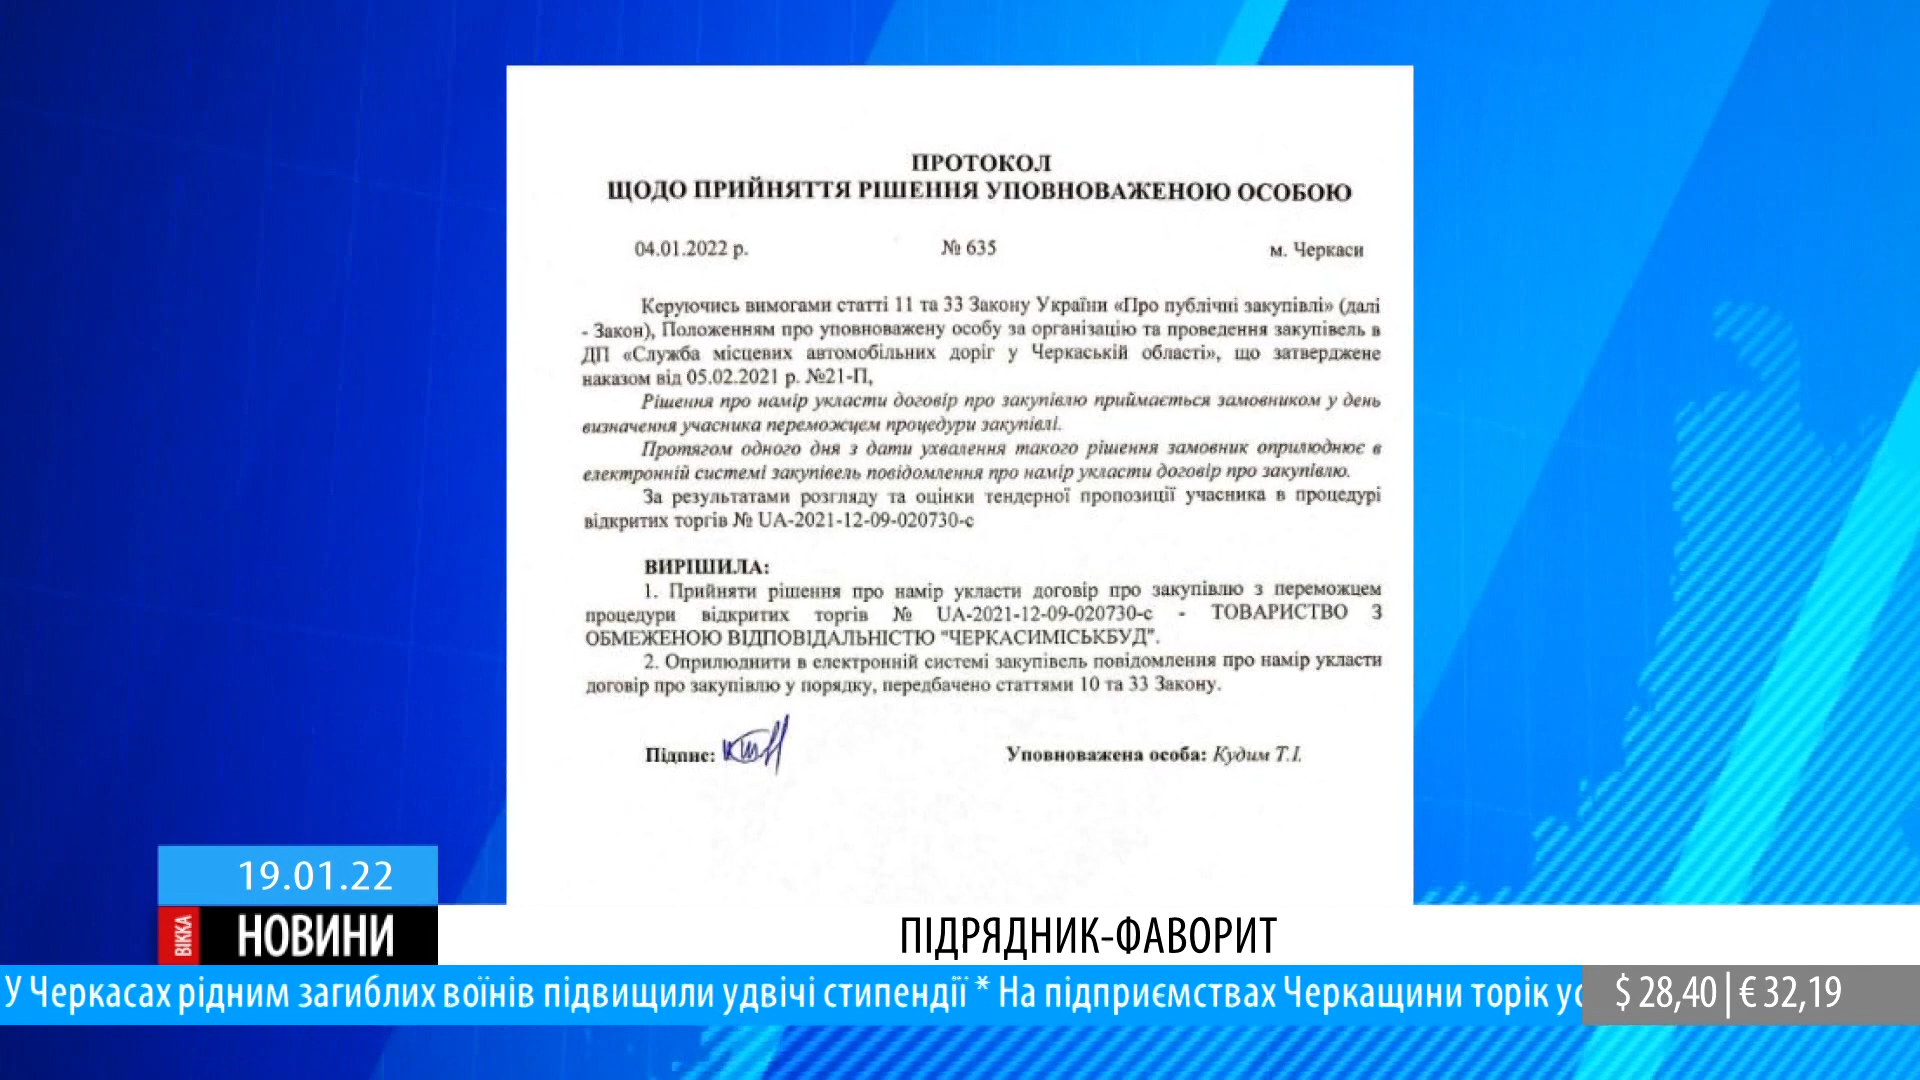 ПРОТОКОЛ
ЩОДО ПРИЙНЯТТЯ РІШЕННЯ УПОВНОВАЖЕНОЮ ОСОБОЮ
04.01.2022 р. № 635 м. Черкаси
Керуючись вимогами статті 11 та 33 Закону України «Про публічні закупівлі» (далі
- Закон), Положенням про уповноважену особу за організацію та проведення закупівель в
ДП «Служба місцевих автомобільних доріг у Черкаській області», що затверджене
наказом від 05.02.2021 р. №21-П,
Рішення про намір укласти договір про закупівлю приймається замовником у день
визначення учасника переможцем процедури закупівлі.
Протягом одного дня з дати ухвалення такого рішення замовник оприлюднює в
електронній системі закупівель повідомлення про намір укласти договір про закупівлю.
За результатами розгляду та оцінки тендерної пропозиції учасника в процедурі
відкритих торгів № UA-2021-12-09-020730-c
ВИРІШИЛА:
1. Прийняти рішення про намір укласти договір про закупівлю з переможцем
процедури відкритих торгів № UA-2021-12-09-020730-c - ТОВАРИСТВО З
ОБМЕЖЕНОЮ ВІДПОВІДАЛЬНІСТЮ "ЧЕРКАСИМІСЬКБУД".
2. Оприлюднити в електронній системі закупівель повідомлення про намір укласти
договір про закупівлю у порядку, передбачено статтями 10 та 33 Закону.
Підпис: Уповноважена особа: Кудим Т.І.
19.01.22
ВІККА НОВИНИ
ПІДРЯДНИК-ФАВОРИТ
У Черкасах рідним загиблих воїнів підвищили удвічі стипендії * На підприємствах Черкащини торік ус
$ 28,40 | € 32,19